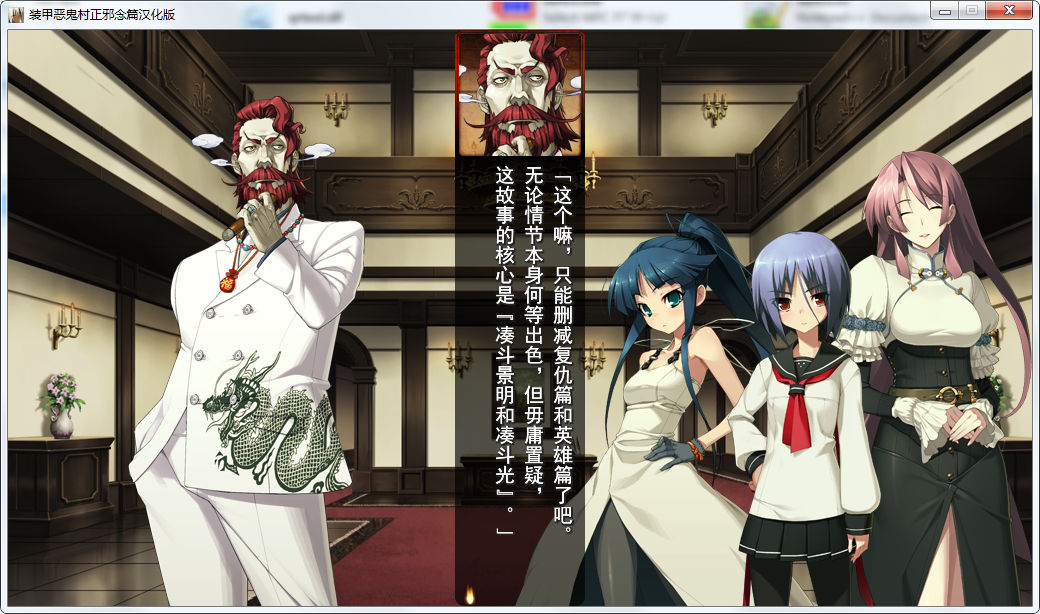 装甲恶鬼村正邪念篇汉化版
「这个嘛，只能删减复仇篇和英雄篇了吧。
无论情节本身何等出色，但毋庸置疑，
这故事的核心是『凑斗景明和凑斗光』。」